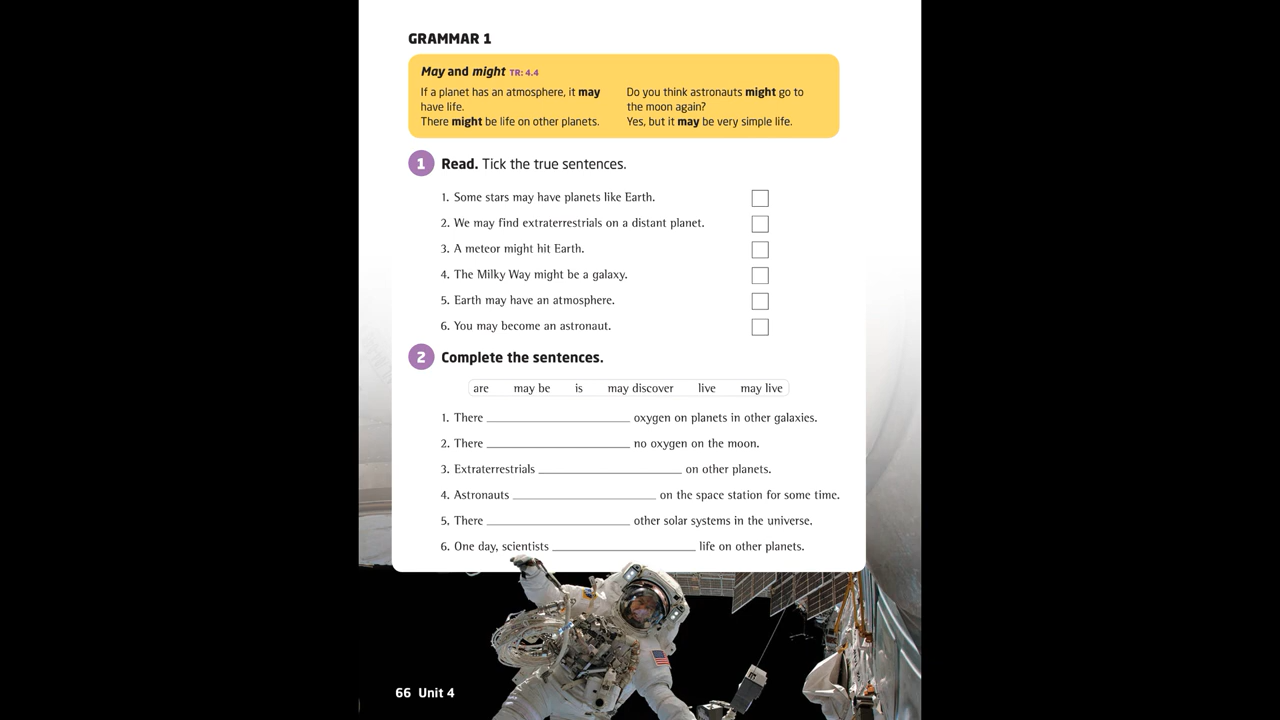 GRAMMAR 1
May and might TR: 4.4
If a planet has an atmosphere, it may
have life.
There might be life on other planets.
Do you think astronauts might go to
the moon again?
Yes, but it may be very simple life.
1 Read. Tick the true sentences.
1. Some stars may have planets like Earth.
2. We may find extraterrestrials on a distant planet.
3. A meteor might hit Earth.
4. The Milky Way might be a galaxy.
5. Earth may have an atmosphere.
6. You may become an astronaut.
2 Complete the sentences.
are may be is may discover live may live
1. There ______________ oxygen on planets in other galaxies.
2. There ______________ no oxygen on the moon.
3. Extraterrestrials ______________ on other planets.
4. Astronauts ______________ on the space station for some time.
5. There ______________ other solar systems in the universe.
6. One day, scientists ______________ life on other planets.
66 Unit 4